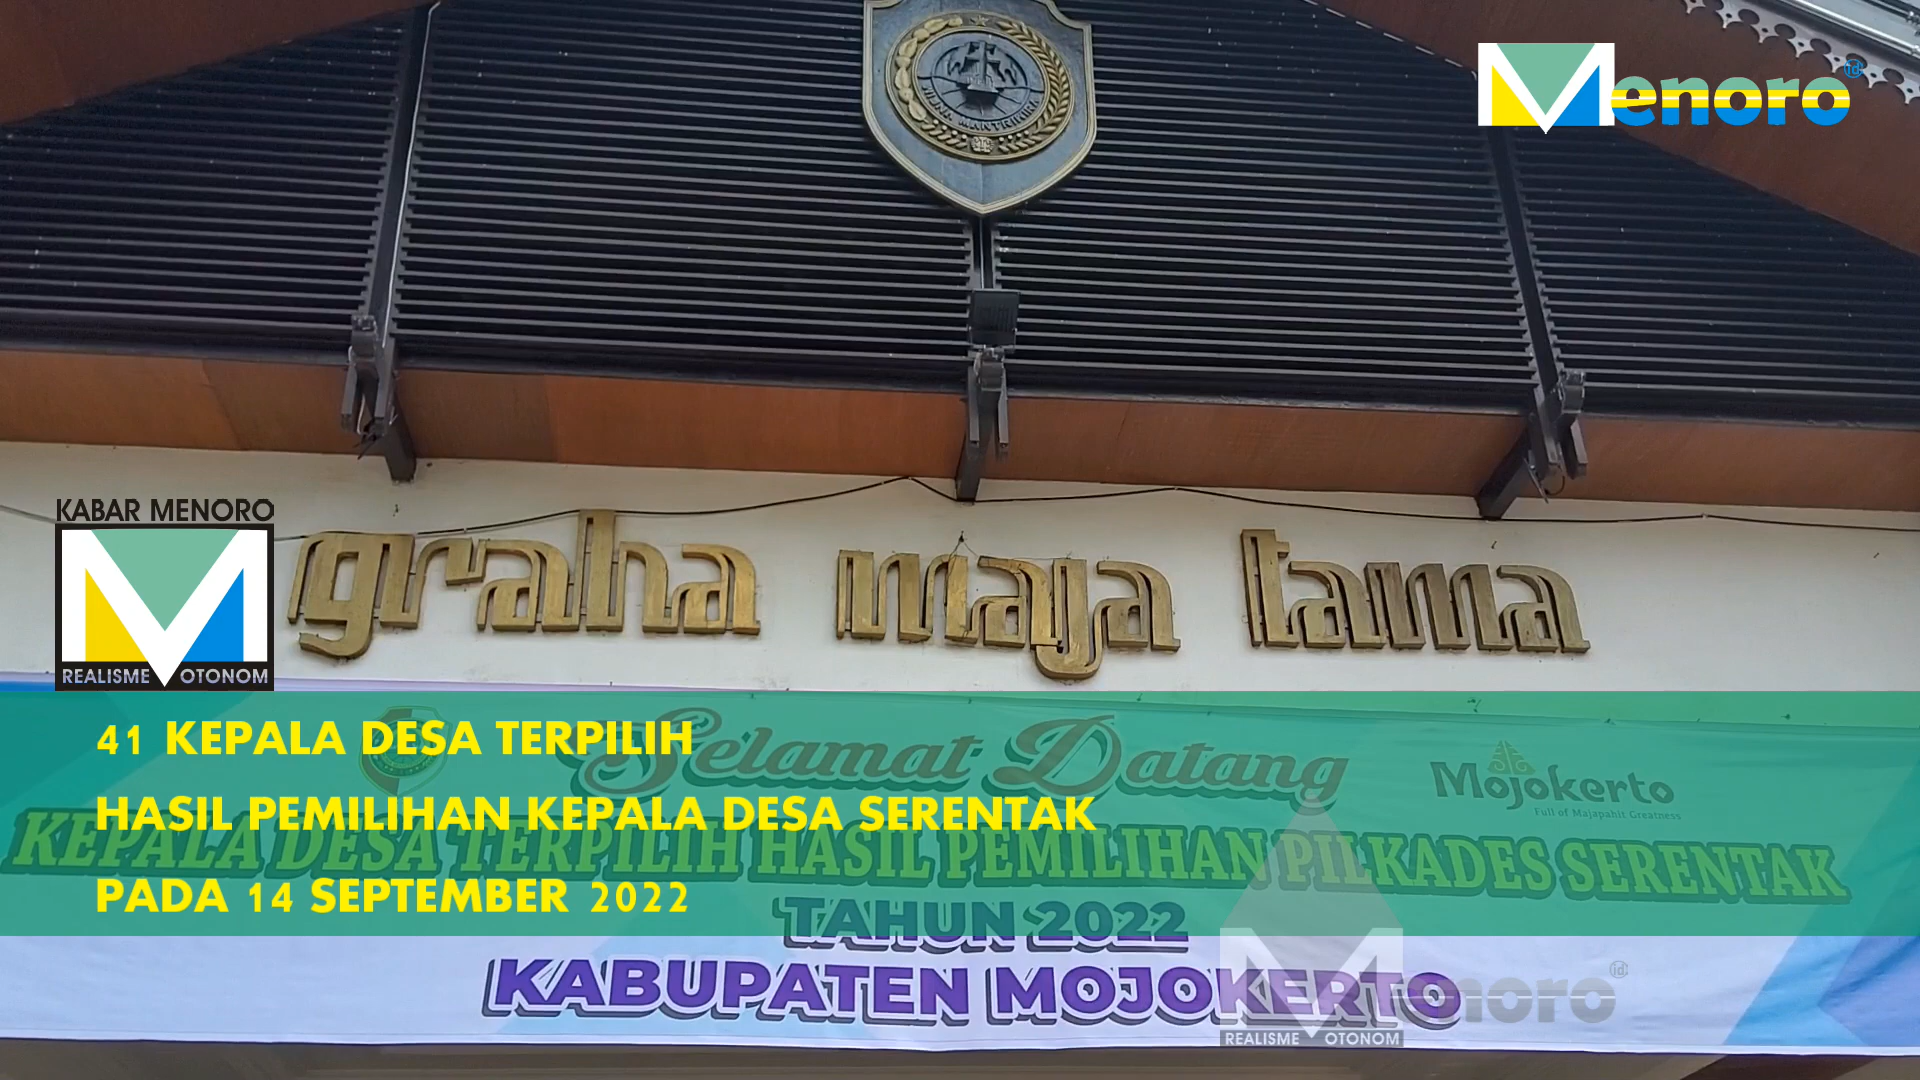 Menoro
id
KABAR MENORO
REALISME OTONOM
graha maja tama
41 KEPALA DESA TERPILIH
HASIL PEMILIHAN KEPALA DESA SERENTAK
PADA 14 SEPTEMBER 2022
Selamat Datang
Mojokerto
Full of Majapahit Greatness
KEPALA DESA TERPILIH HASIL PEMILIHAN PILKADES SERENTAK
TAHUN 2022
KABUPATEN MOJOKERTO
Menoro
id
REALISME OTONOM